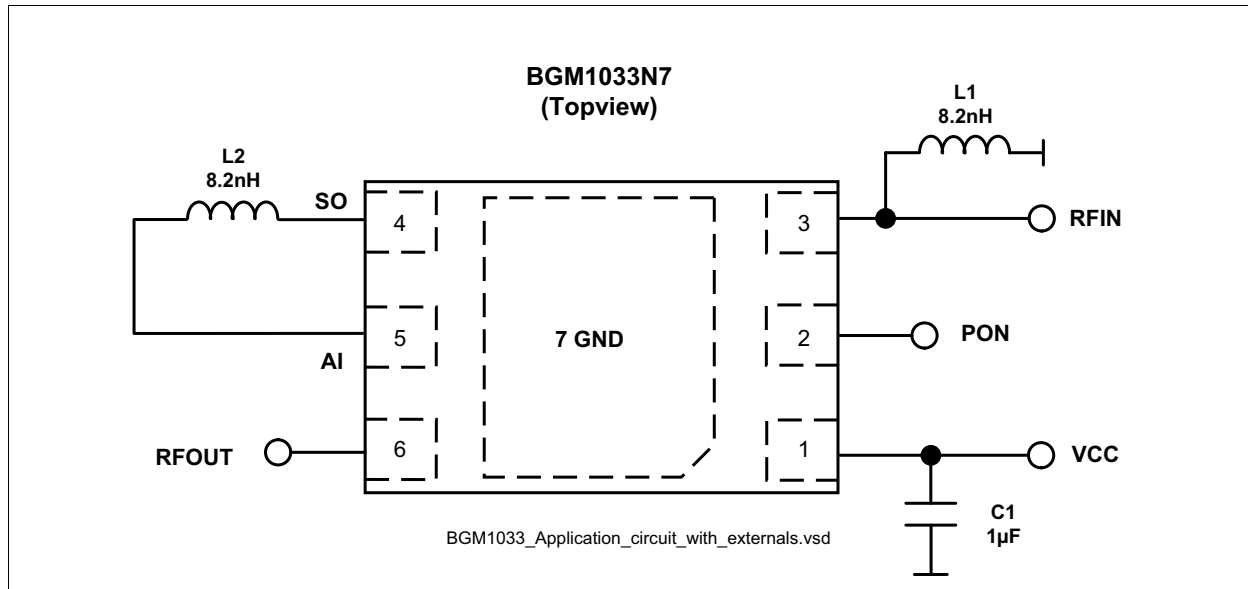 BGM1033N7
(Topview)
L1
8.2nH
L2
8.2nH
SO
4
3
RFIN
7 GND
5
2
PON
AI
RFOUT
6
1
VCC
C1
1µF
BGM1033_Application_circuit_with_externals.vsd